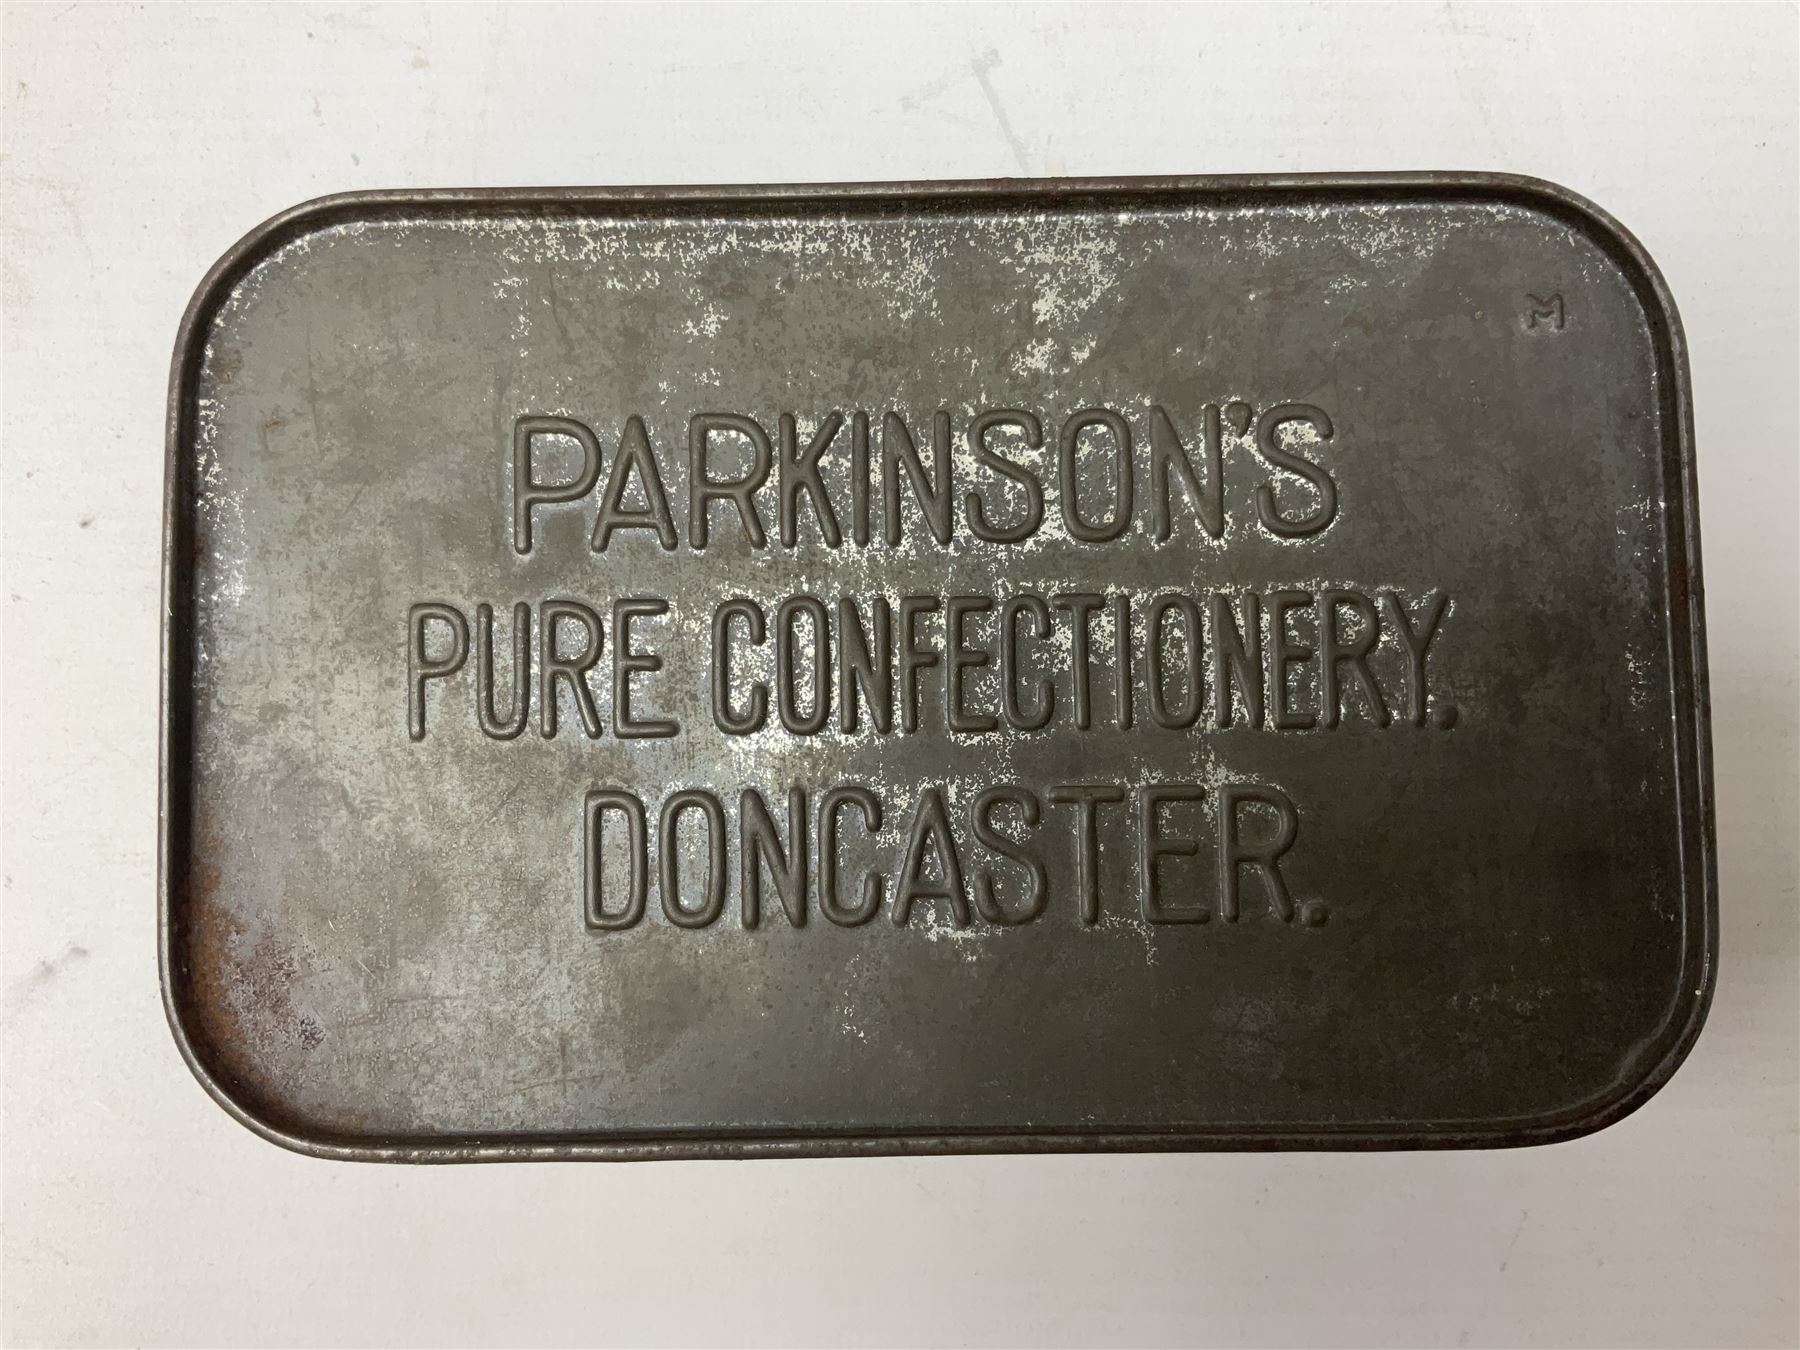 M
PARKINSON'S
PURE CONFECTIONERY.
DONCASTER.